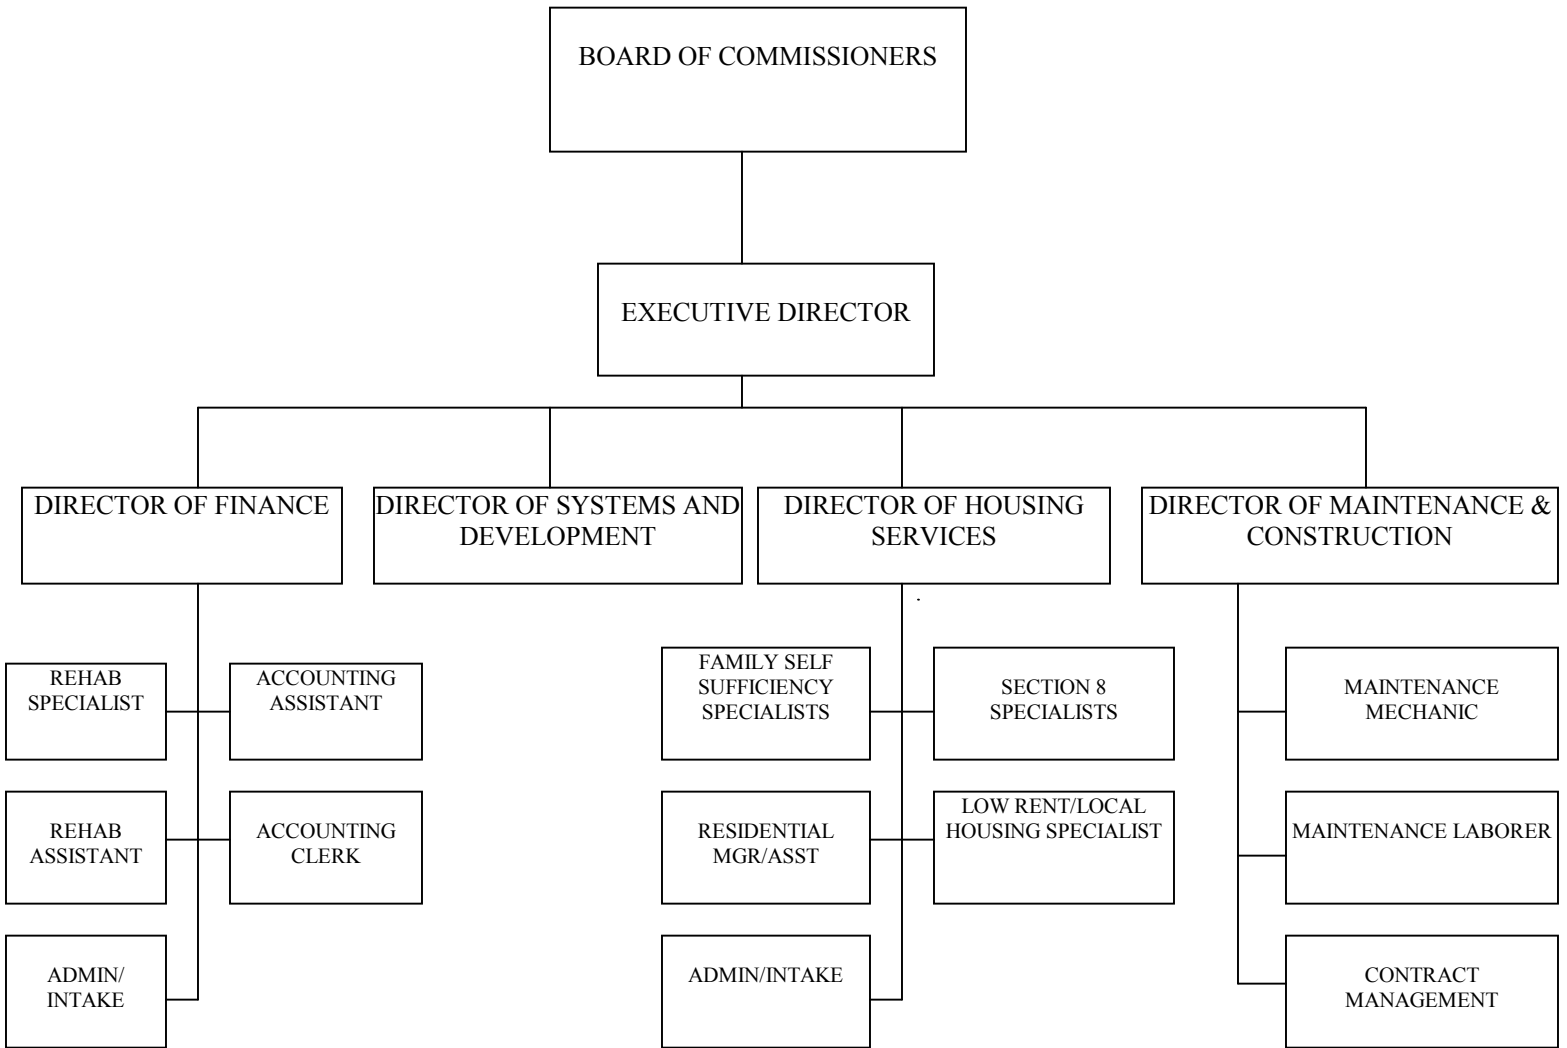 BOARD OF COMMISSIONERS
EXECUTIVE DIRECTOR
DIRECTOR OF FINANCE
DIRECTOR OF SYSTEMS AND
DEVELOPMENT
DIRECTOR OF HOUSING
SERVICES
DIRECTOR OF MAINTENANCE &
CONSTRUCTION
.
REHAB
SPECIALIST
ACCOUNTING
ASSISTANT
FAMILY SELF
SUFFICIENCY
SPECIALISTS
SECTION 8
SPECIALISTS
MAINTENANCE
MECHANIC
REHAB
ASSISTANT
ACCOUNTING
CLERK
RESIDENTIAL
MGR/ASST
LOW RENT/LOCAL
HOUSING SPECIALIST
MAINTENANCE LABORER
ADMIN/
INTAKE
ADMIN/INTAKE
CONTRACT
MANAGEMENT